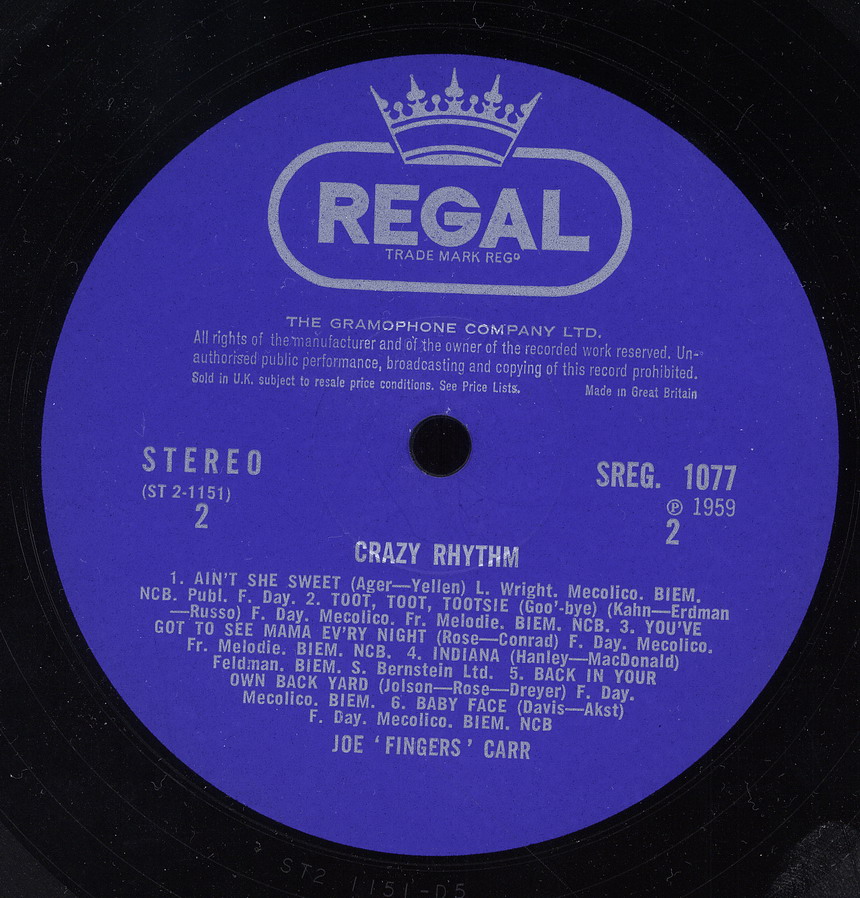 REGAL
TRADE MARK REGD
THE GRAMOPHONE COMPANY LTD.
All rights of the manufacturer and of the owner of the recorded work reserved. Un-
authorised public performance, broadcasting and copying of this record prohibited.
Sold in U.K. subject to resale price conditions. See Price Lists. Made in Great Britain
STEREO
(ST 2-1151)
2
SREG. 1077
℗ 1959
2
CRAZY RHYTHM
1. AIN'T SHE SWEET (Ager—Yellen) L. Wright. Mecolico. BIEM.
NCB. Publ. F. Day. 2. TOOT, TOOT, TOOTSIE (Goo'-bye) (Kahn—Erdman
—Russo) F. Day. Mecolico. Fr. Melodie. BIEM. NCB. 3. YOU'VE
GOT TO SEE MAMA EV'RY NIGHT (Rose—Conrad) F. Day. Mecolico.
Fr. Melodie. BIEM. NCB. 4. INDIANA (Hanley—MacDonald)
Feldman. BIEM. S. Bernstein Ltd. 5. BACK IN YOUR
OWN BACK YARD (Jolson—Rose—Dreyer) F. Day.
Mecolico. BIEM. 6. BABY FACE (Davis—Akst)
F. Day. Mecolico. BIEM. NCB
JOE 'FINGERS' CARR
ST2 1151-D5